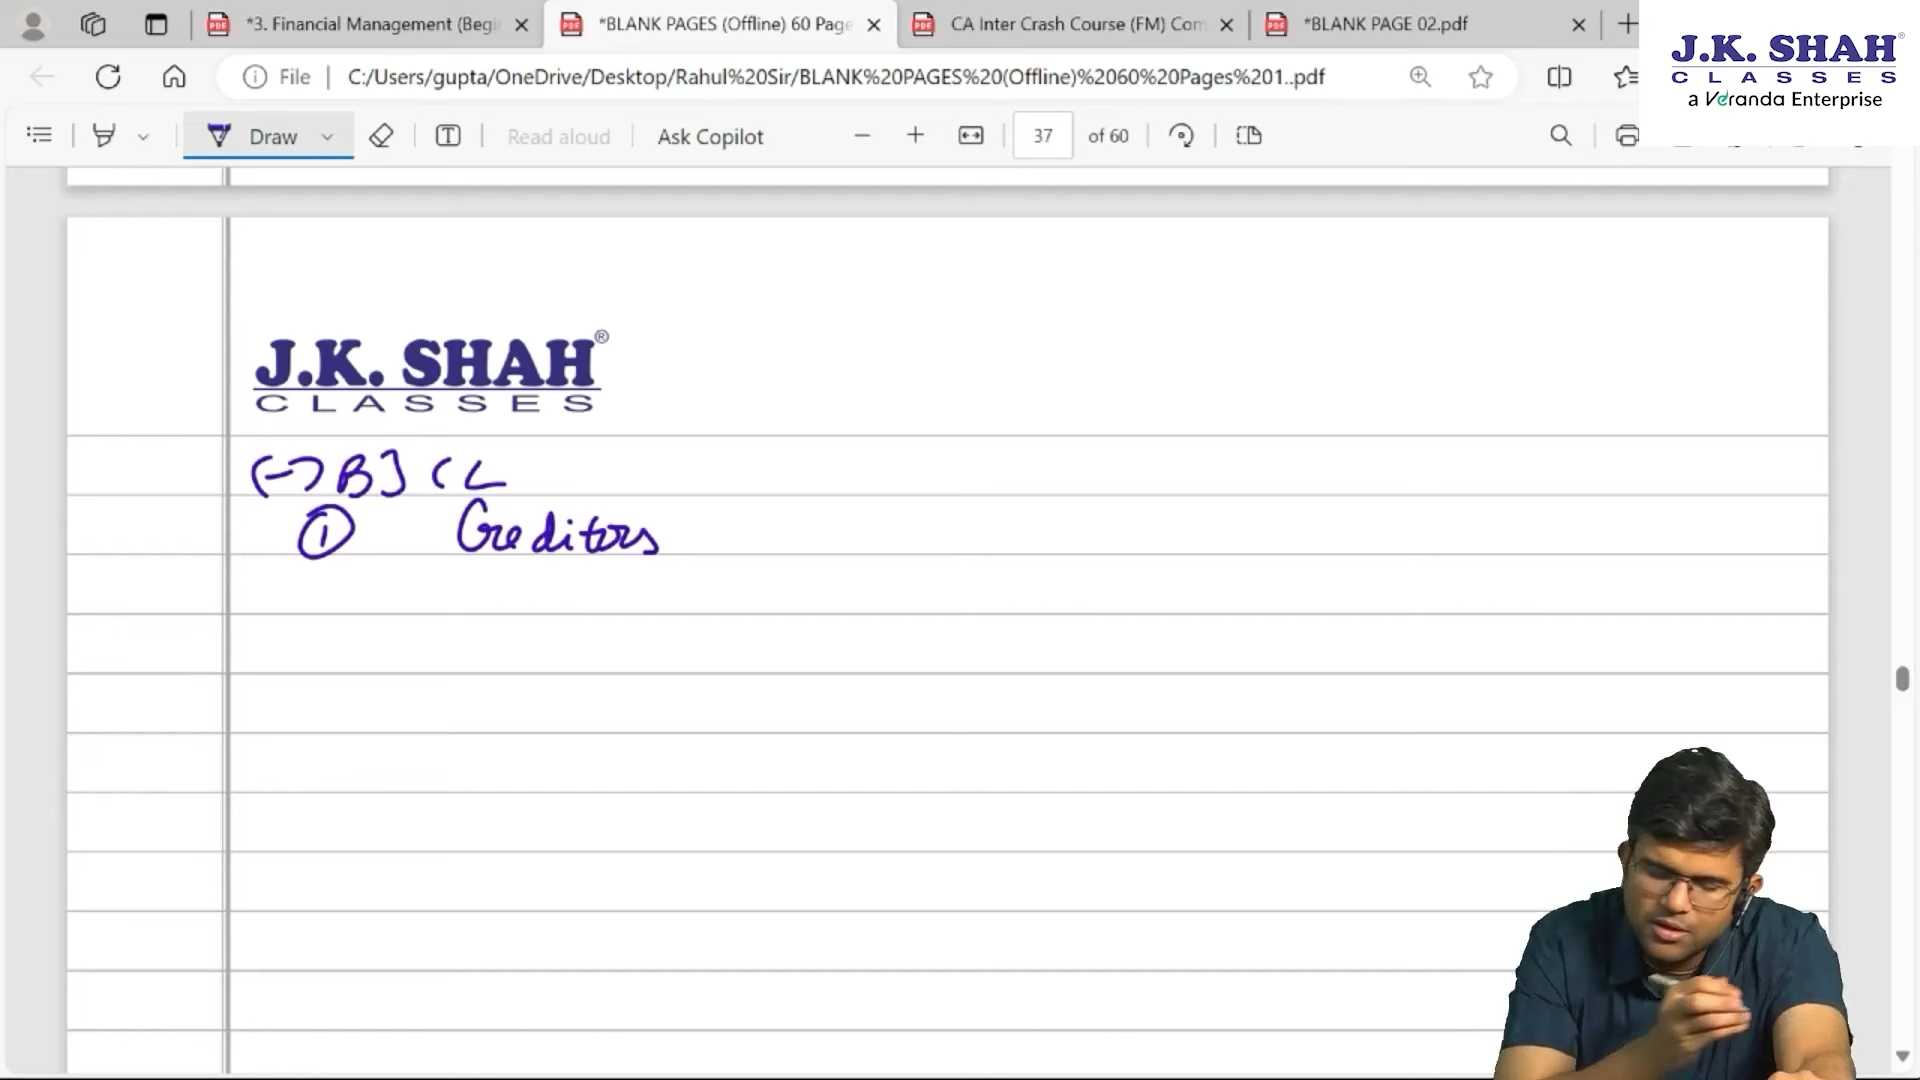 *3. Financial Management (Begi
*BLANK PAGES (Offline) 60 Page
CA Inter Crash Course (FM) Com
*BLANK PAGE 02.pdf
J.K. SHAH®
CLASSES
a Veranda Enterprise
File
C:/Users/gupta/OneDrive/Desktop/Rahul%20Sir/BLANK%20PAGES%20(Offline)%2060%20Pages%201..pdf
Draw
Read aloud
Ask Copilot
37 of 60
J.K. SHAH®
CLASSES
(-) B] CL
① Creditors